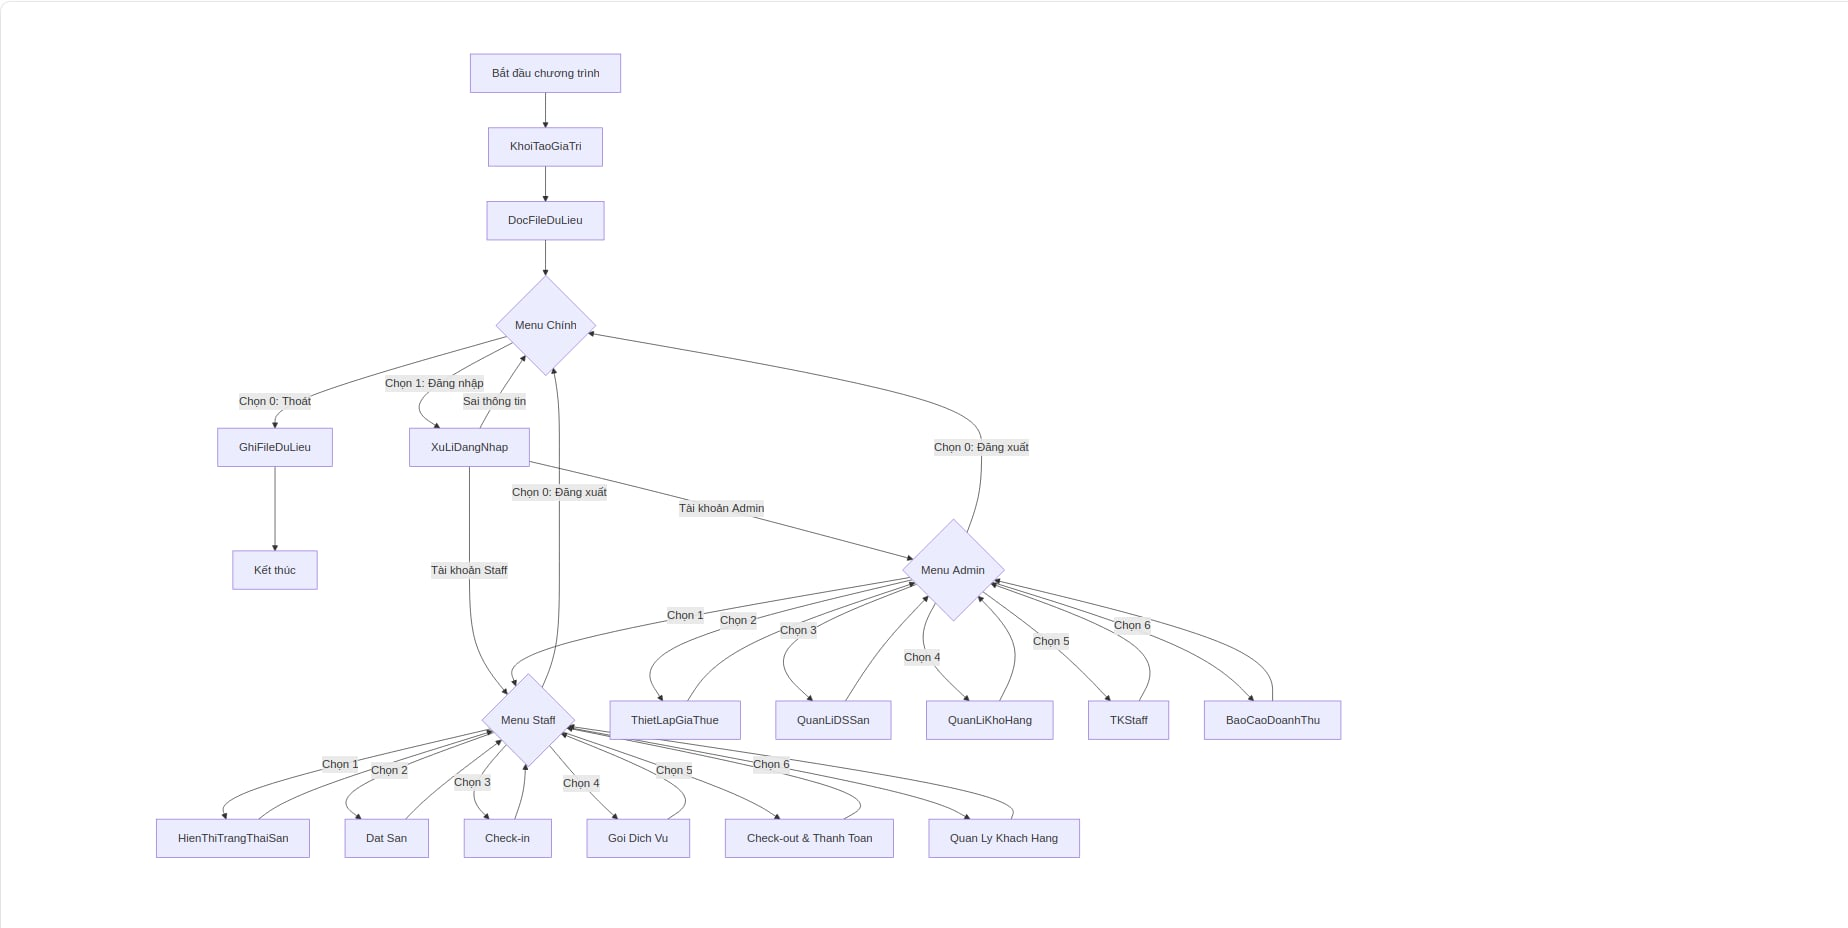 Bắt đầu chương trình
KhoiTaoGiaTri
DocFileDuLieu
Menu Chính
Chọn 1: Đăng nhập
Chọn 0: Thoát
Sai thông tin
GhiFileDuLieu
XuLiDangNhap
Chọn 0: Đăng xuất
Chọn 0: Đăng xuất
Tài khoản Admin
Kết thúc
Tài khoản Staff
Menu Admin
Chọn 1
Chọn 2
Chọn 3
Chọn 4
Chọn 5
Chọn 6
Menu Staff
ThietLapGiaThue
QuanLiDSSan
QuanLiKhoHang
TKStaff
BaoCaoDoanhThu
Chọn 1
Chọn 2
Chọn 3
Chọn 4
Chọn 5
Chọn 6
HienThiTrangThaiSan
Dat San
Check-in
Goi Dich Vu
Check-out & Thanh Toan
Quan Ly Khach Hang